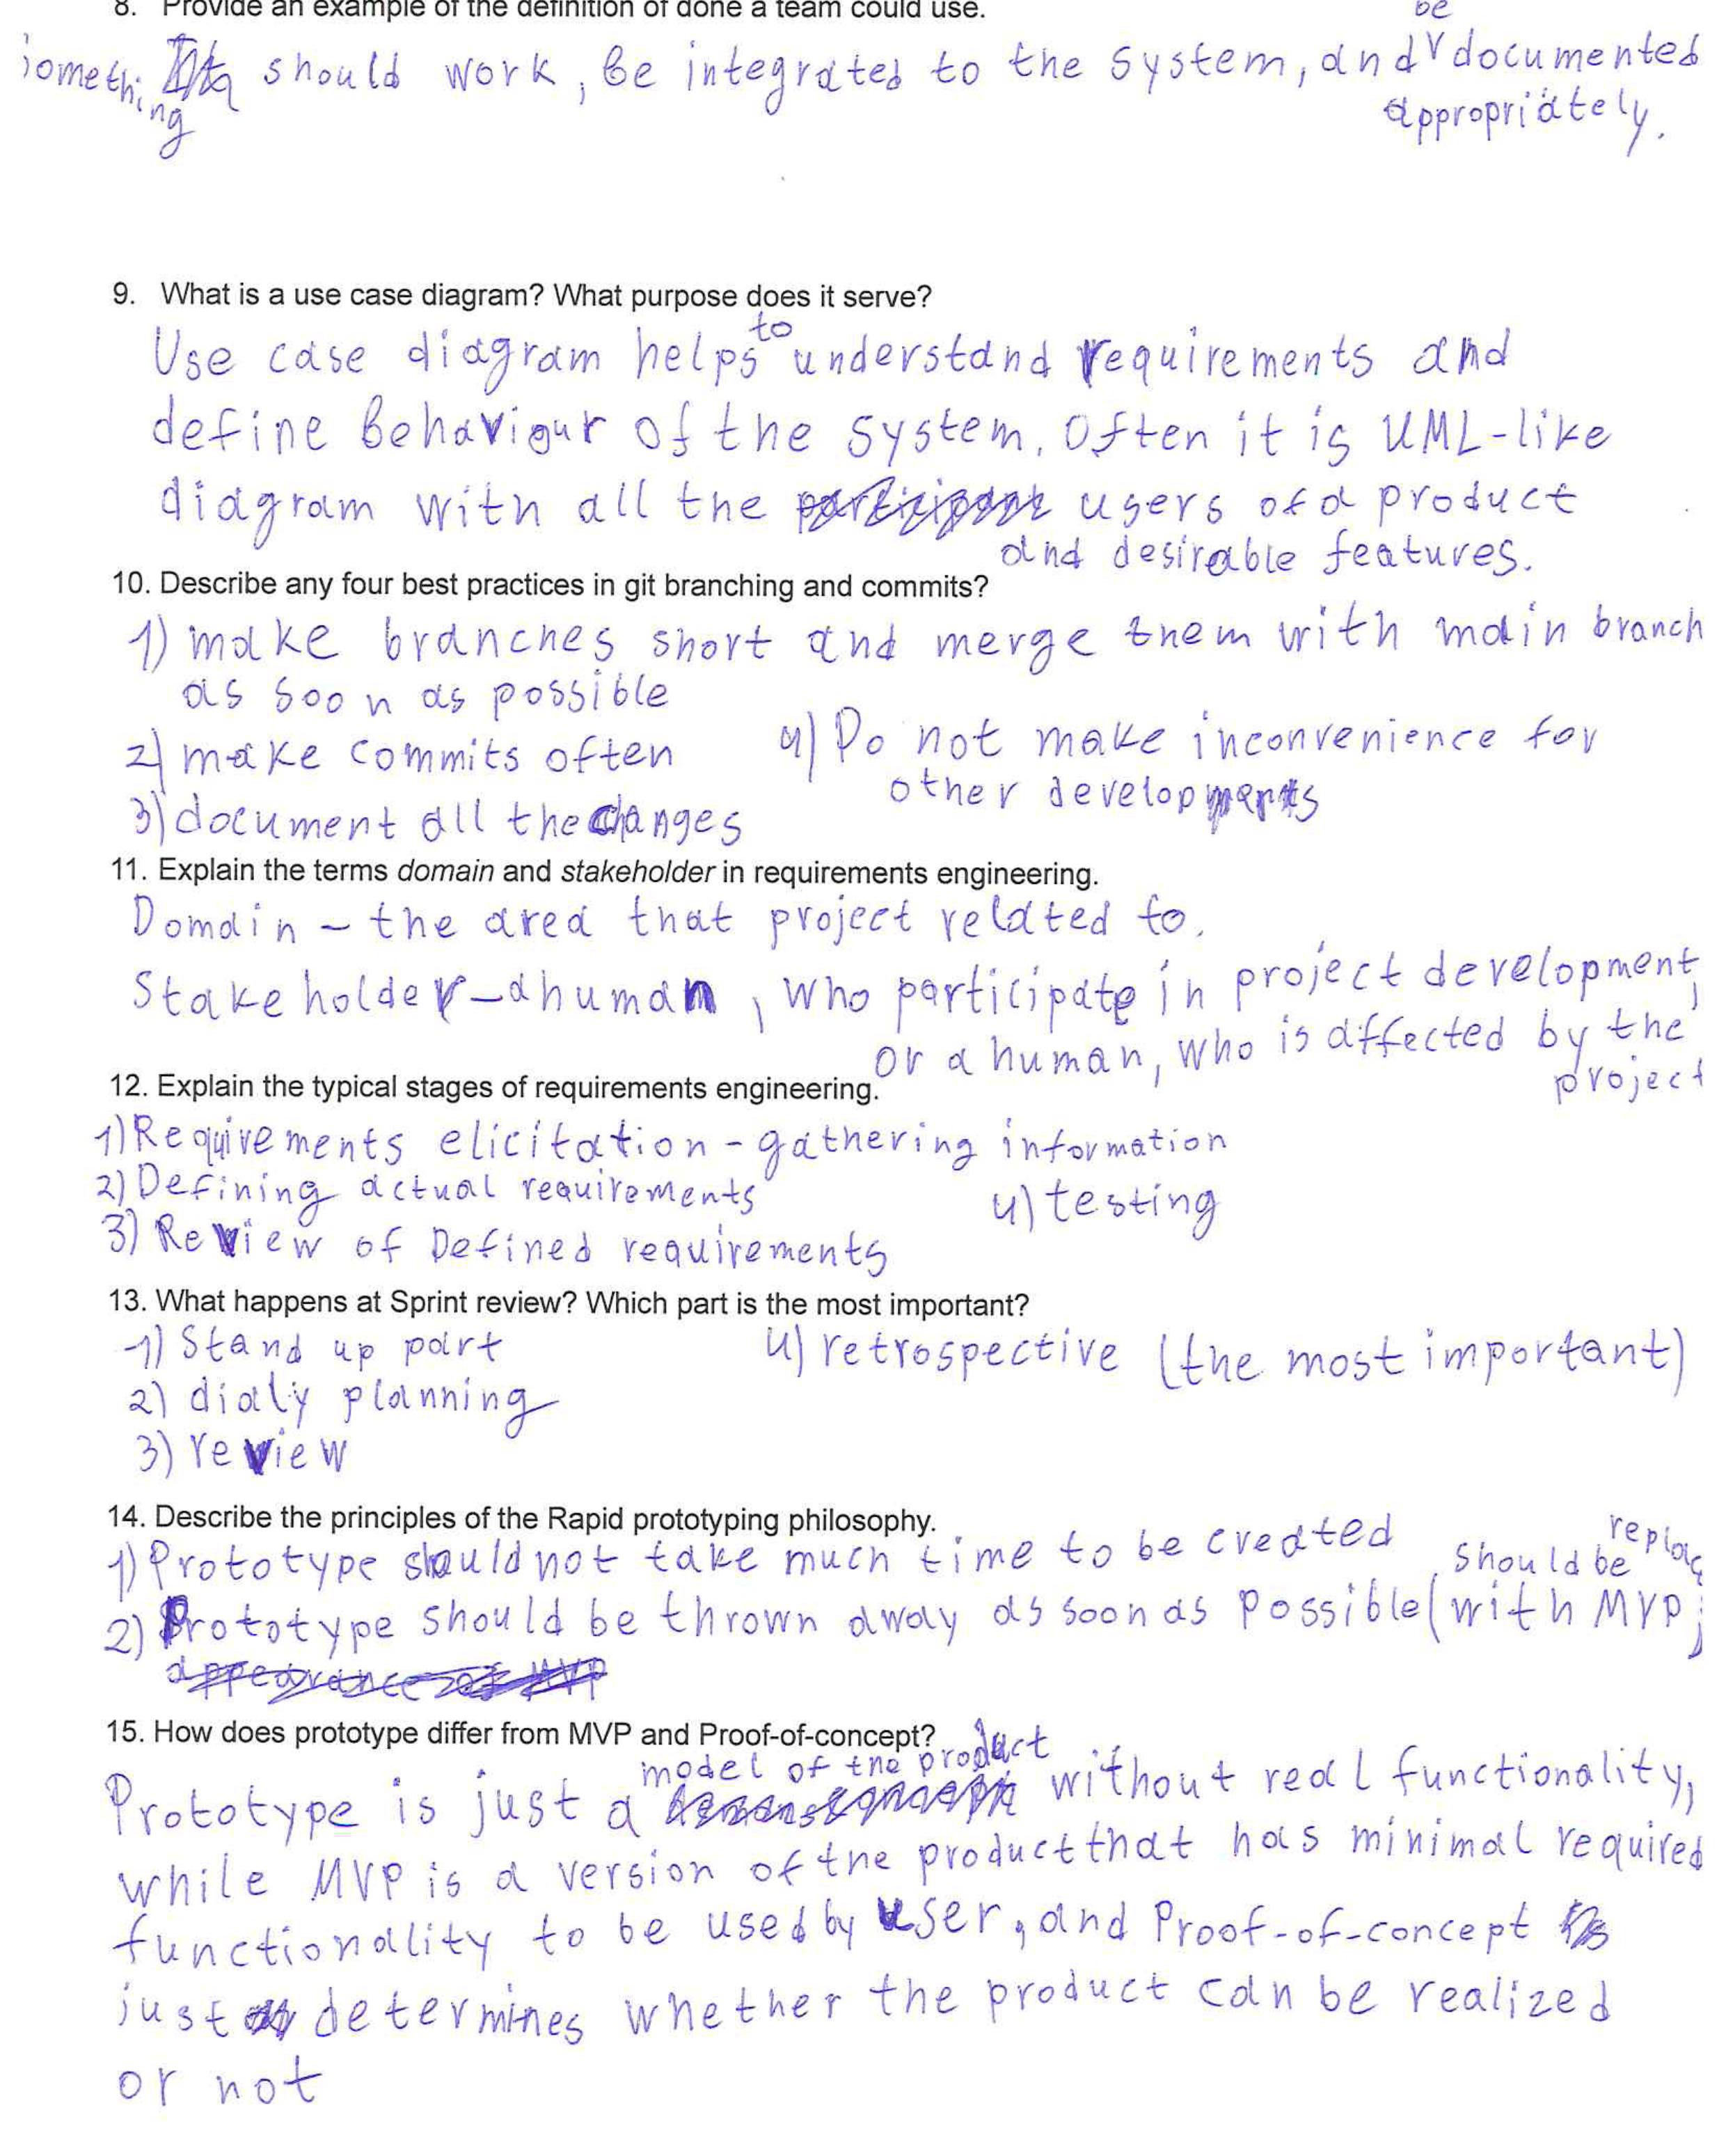 8. Provide an example of the definition of done a team could use.
something should work, be integrated to the system, and be documented
appropriately.
9. What is a use case diagram? What purpose does it serve?
Use case diagram helps to understand requirements and
define behaviour of the system. Often it is UML-like
diagram with all the users of a product
and desirable features.
10. Describe any four best practices in git branching and commits?
1) make branches short and merge them with main branch
as soon as possible
2) make commits often
3) document all the changes
4) Do not make inconvenience for
other
11. Explain the terms domain and stakeholder in requirements engineering.
Domain – the area that project related to.
Stakeholder – a human, who participate in project development,
or a human, who is affected by the
project
12. Explain the typical stages of requirements engineering.
1) Requirements elicitation - gathering information
2) Defining actual requirements
3) Review of Defined requirements
4) testing
13. What happens at Sprint review? Which part is the most important?
1) Stand up part
2) dialy planning
3) review
4) retrospective (the most important)
14. Describe the principles of the Rapid prototyping philosophy.
1) Prototype should not take much time to be created
2) Prototype should be thrown away as soon as possible (should be replac with MVP;
15. How does prototype differ from MVP and Proof-of-concept?
Prototype is just a model of the product without real functionality,
while MVP is a version of the product that has minimal required
functionality to be used by user, and Proof-of-concept
just determines whether the product can be realized
or not